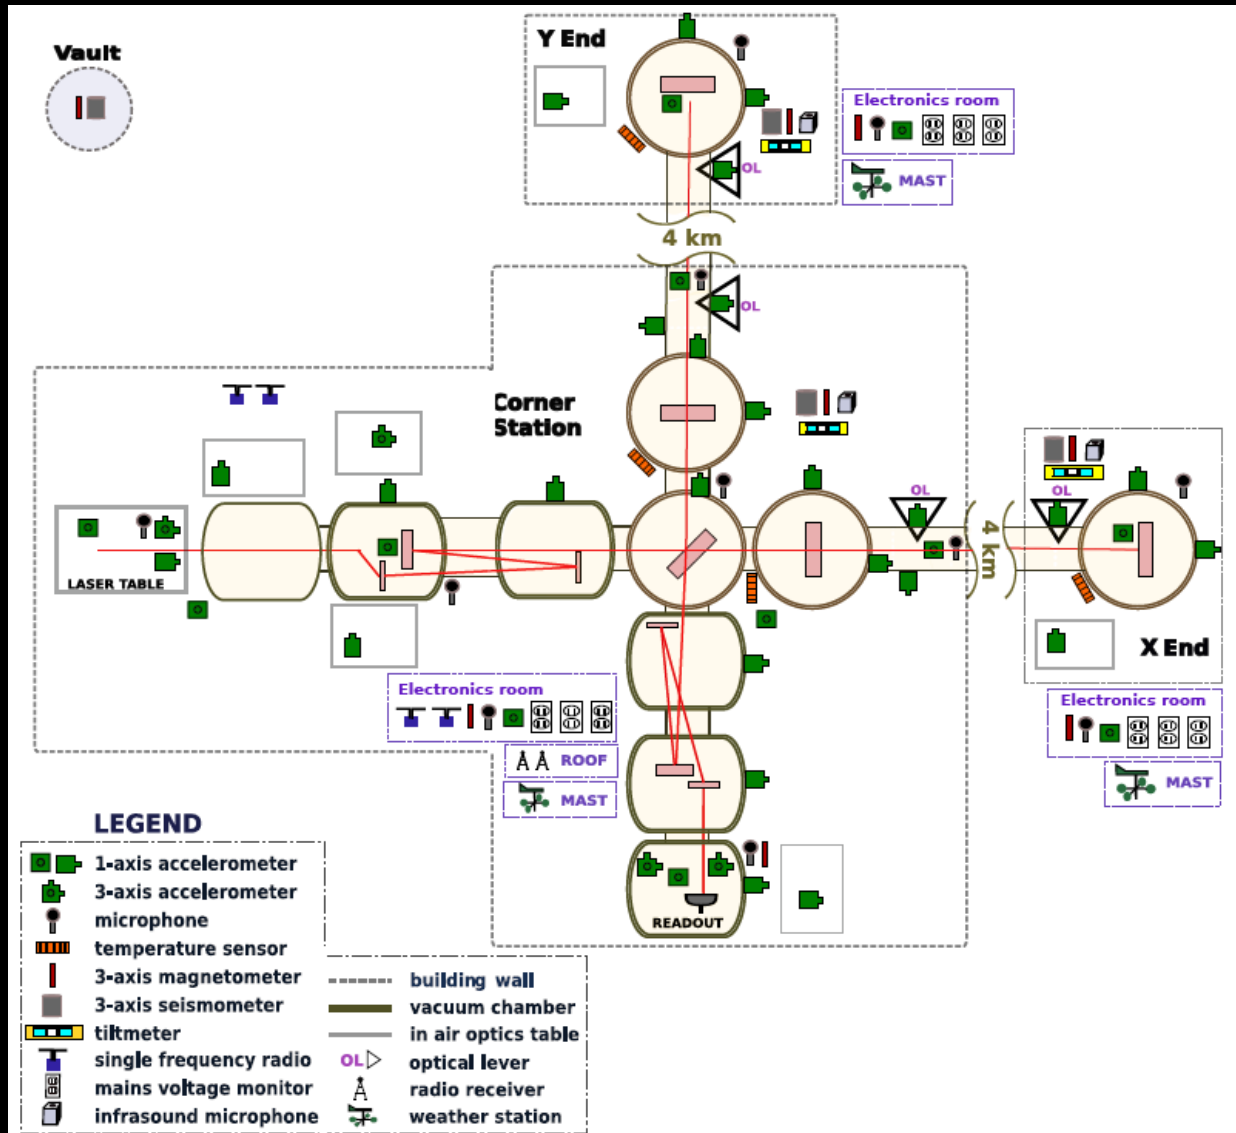 Vault
Y End
Electronics room
OL
MAST
4 km
OL
Corner
Station
OL
4 km
OL
LASER TABLE
X End
Electronics room
ROOF
MAST
Electronics room
MAST
READOUT
LEGEND
1-axis accelerometer
3-axis accelerometer
microphone
temperature sensor
3-axis magnetometer
3-axis seismometer
tiltmeter
single frequency radio
mains voltage monitor
infrasound microphone
building wall
vacuum chamber
in air optics table
OL
optical lever
radio receiver
weather station